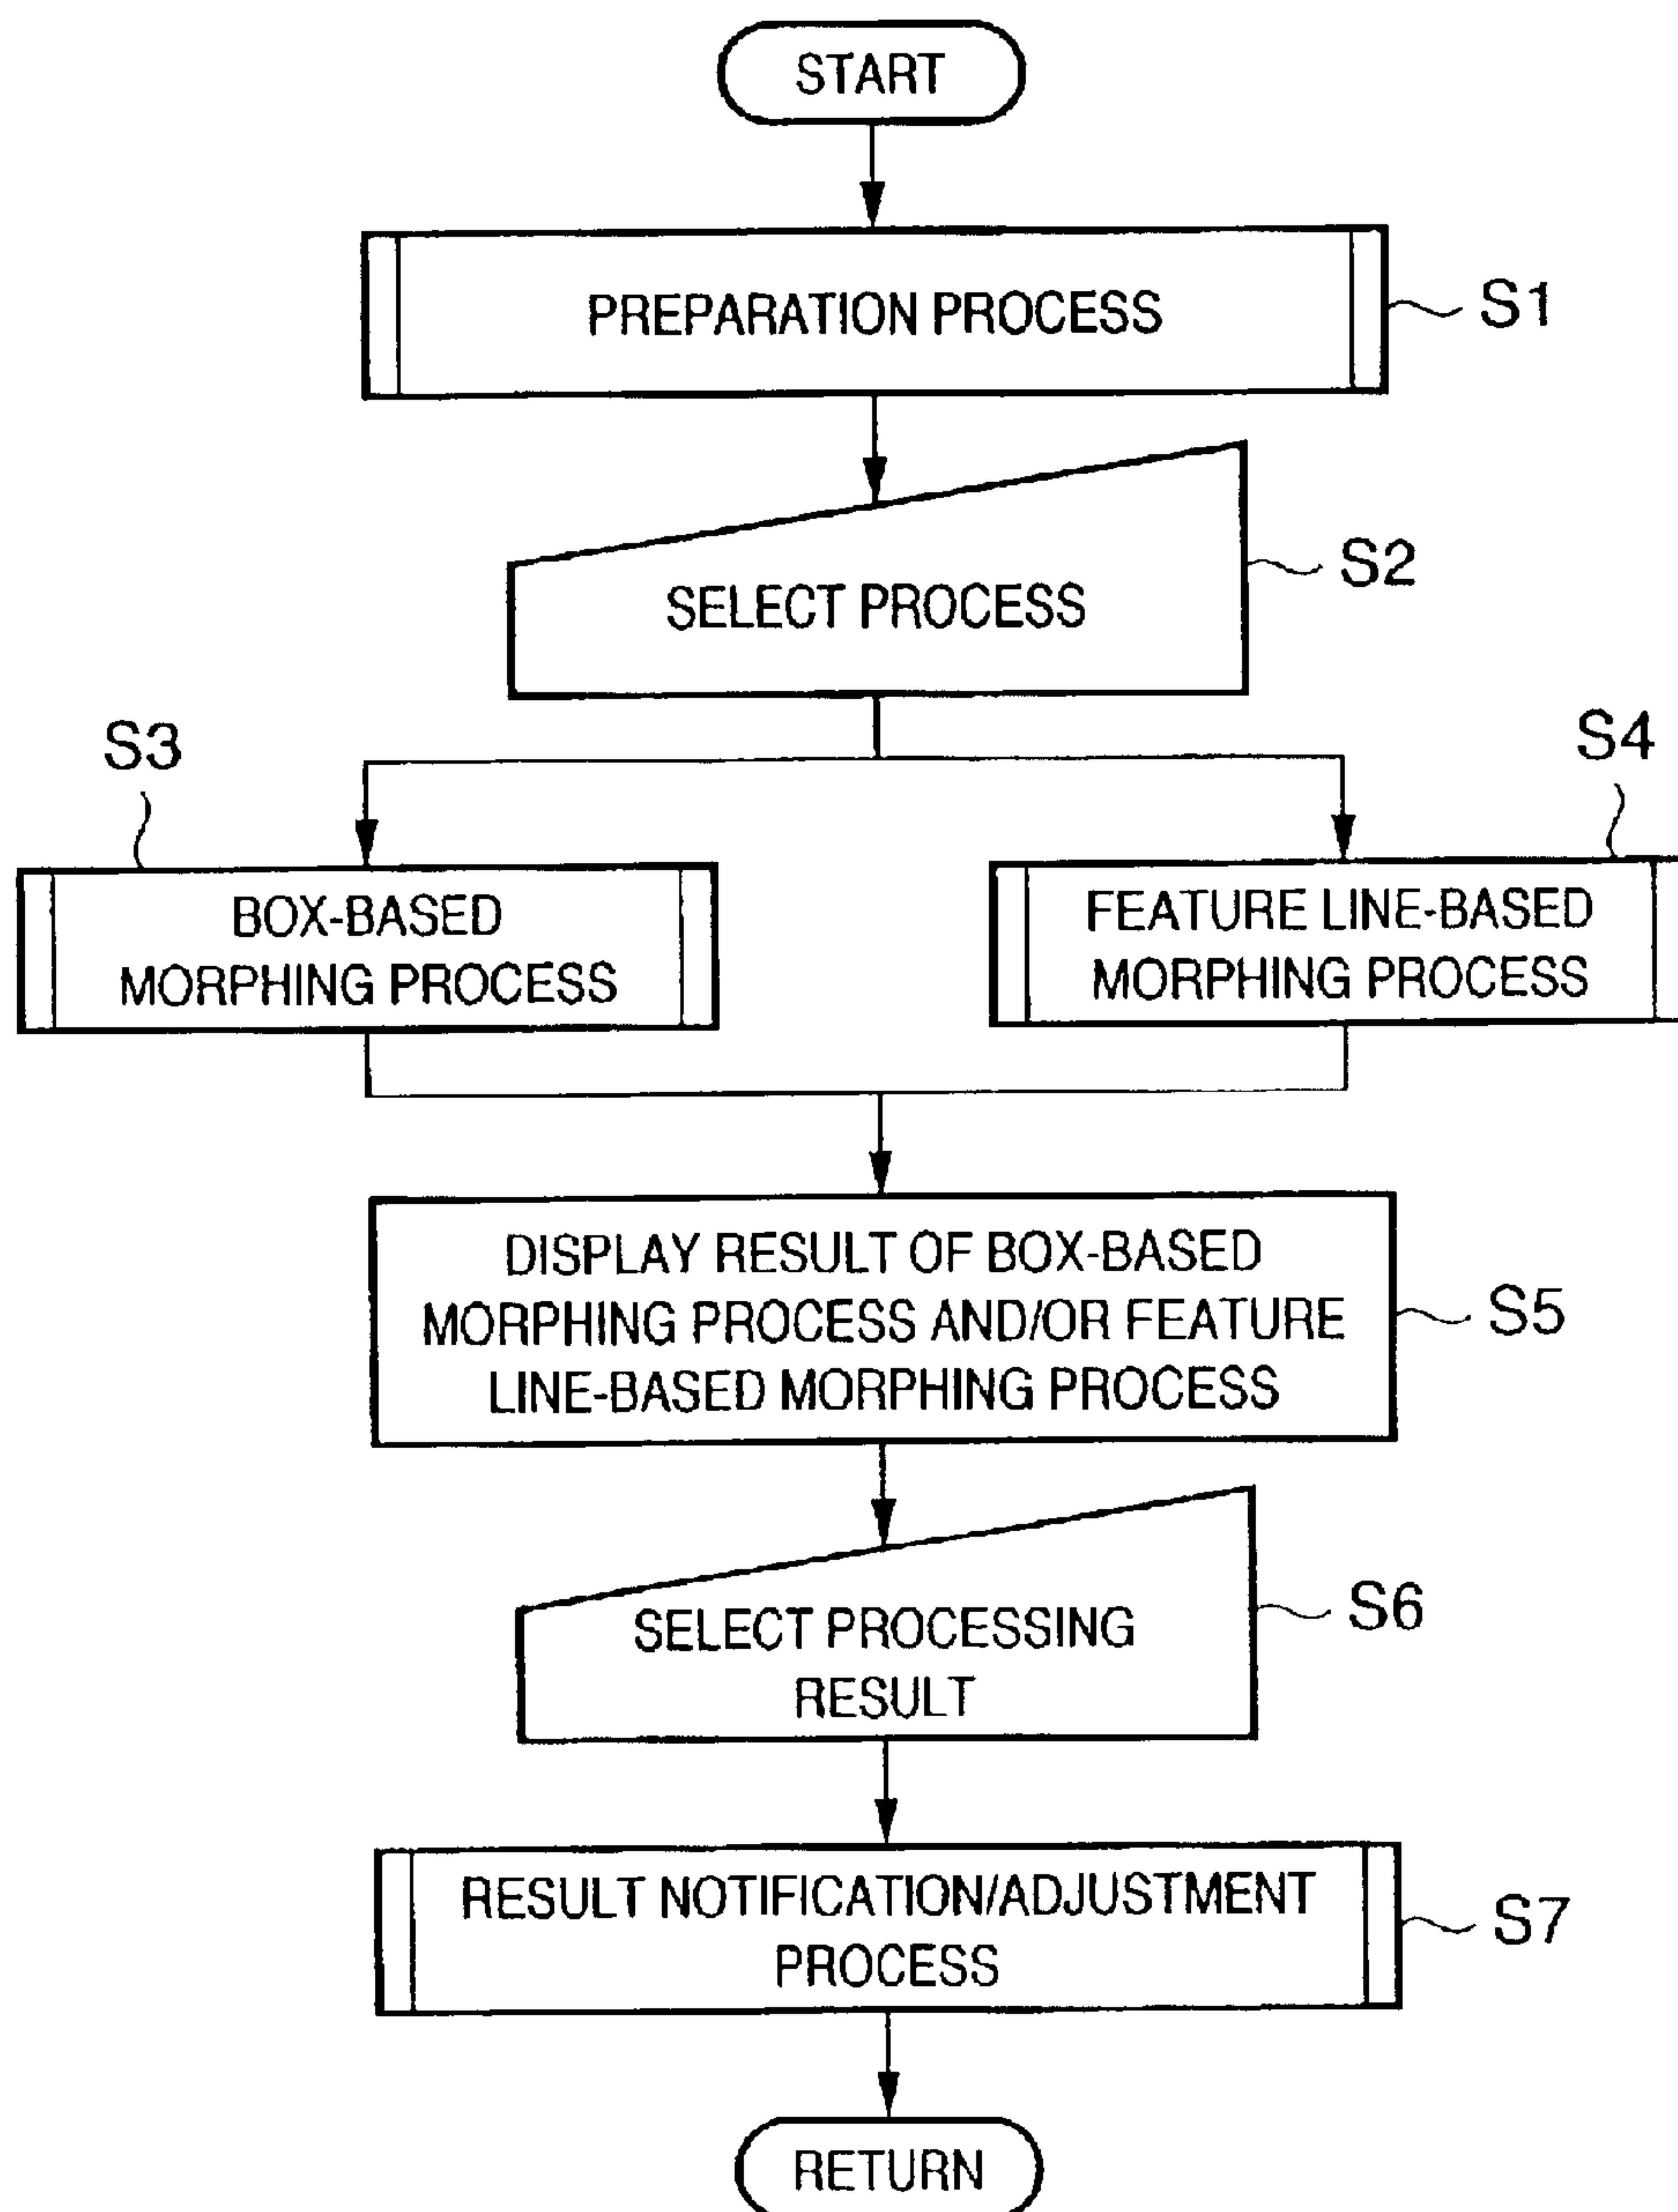 START
PREPARATION PROCESS
S1
SELECT PROCESS
S2
S3
S4
BOX-BASED
MORPHING PROCESS
FEATURE LINE-BASED
MORPHING PROCESS
DISPLAY RESULT OF BOX-BASED
MORPHING PROCESS AND/OR FEATURE
LINE-BASED MORPHING PROCESS
S5
SELECT PROCESSING
RESULT
S6
RESULT NOTIFICATION/ADJUSTMENT
PROCESS
S7
RETURN